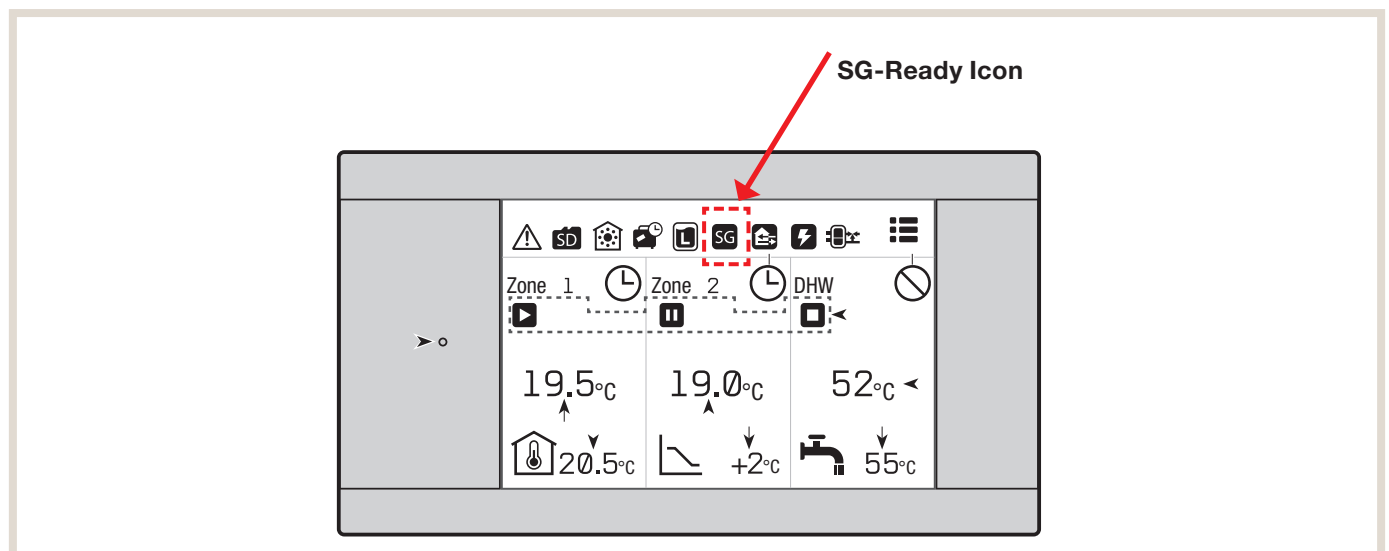 SG-Ready Icon
SD L SG
Zone 1 Zone 2 DHW
19.5°C 19.0°C 52°C
20.5°C +2°C 55°C